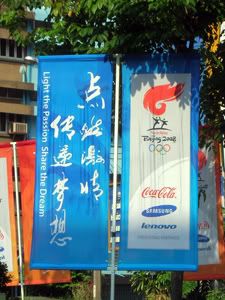 Light the Passion Share the Dream
点燃激情
传递梦想
Beijing 2008
Coca-Cola
SAMSUNG
lenovo